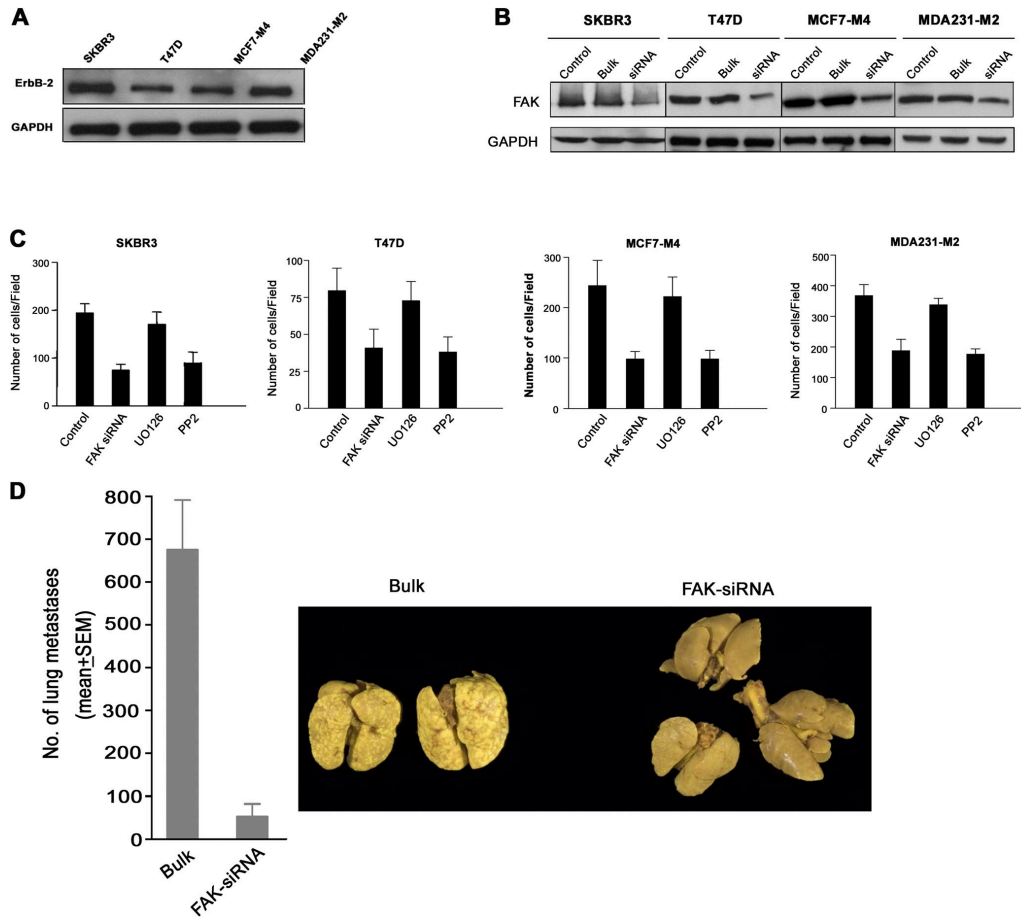 A
SKBR3 T47D MCF7-M4 MDA231-M2
ErbB-2
GAPDH
B
SKBR3 T47D MCF7-M4 MDA231-M2
Control Bulk siRNA Control Bulk siRNA Control Bulk siRNA Control Bulk siRNA
FAK
GAPDH
C
SKBR3
Number of cells/Field
300
200
100
0
Control FAK siRNA UO126 PP2
T47D
Number of cells/Field
100
75
50
25
0
Control FAK siRNA UO126 PP2
MCF7-M4
Number of cells/Field
300
200
100
0
Control FAK siRNA UO126 PP2
MDA231-M2
Number of cells/Field
500
400
300
200
100
0
Control FAK siRNA UO126 PP2
D
No. of lung metastases
(mean±SEM)
800
700
600
500
400
300
200
100
0
Bulk FAK-siRNA
Bulk FAK-siRNA